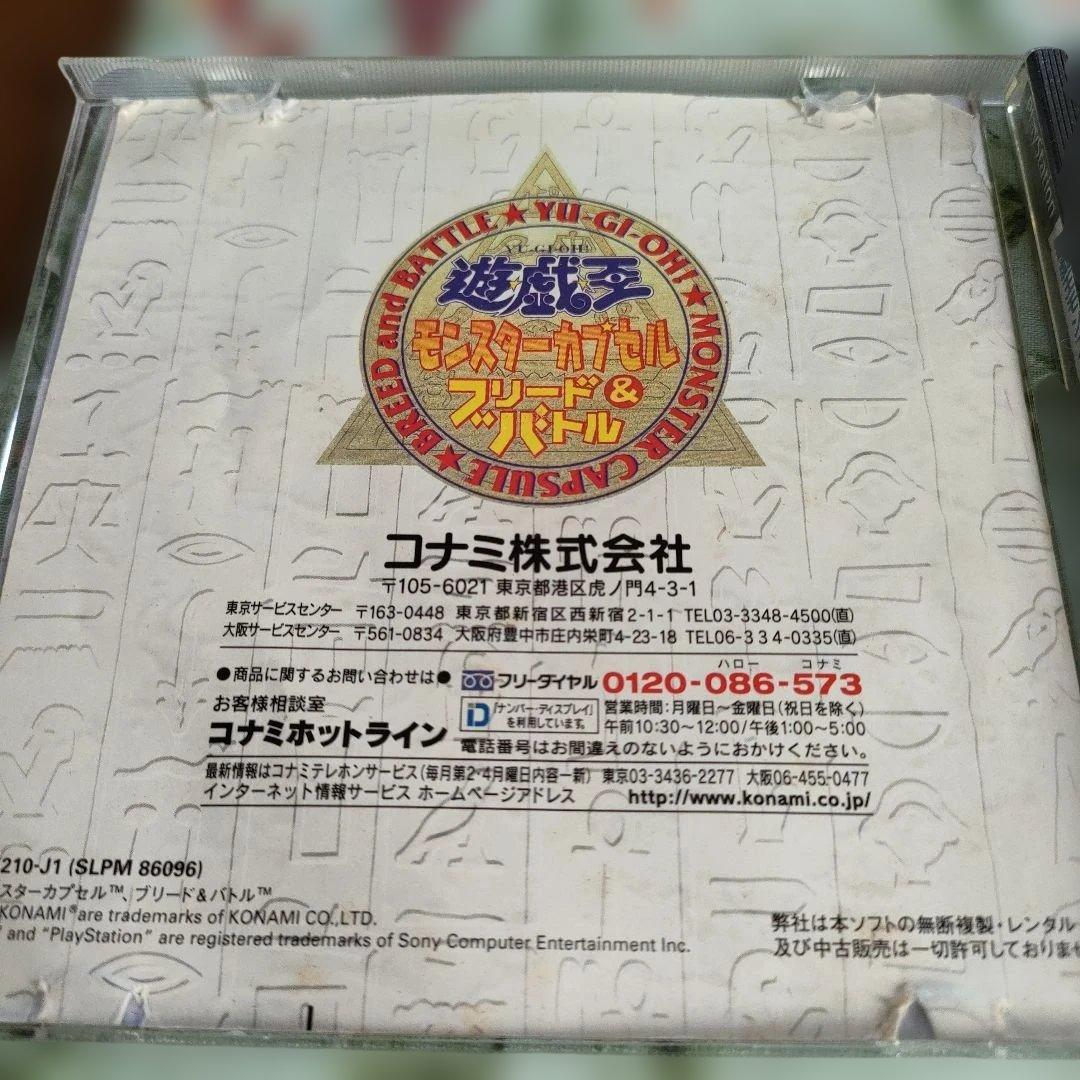 BREED and BATTLE★YU-GI-OH!★MONSTER CAPSULE★
YU-GI-OH!
遊戯王
モンスターカプセル
ブリード&
バトル
コナミ株式会社
〒105-6021 東京都港区虎ノ門4-3-1
東京サービスセンター 〒163-0448 東京都新宿区西新宿2-1-1 TEL03-3348-4500(直)
大阪サービスセンター 〒561-0834 大阪府豊中市庄内栄町4-23-18 TEL06-334-0335(直)
ハロー コナミ
●商品に関するお問い合わせは● フリーダイヤル 0120-086-573
お客様相談室
コナミホットライン
D「ナンバー・ディスプレイ」
を利用しています。
営業時間:月曜日〜金曜日(祝日を除く)
午前10:30〜12:00/午後1:00〜5:00
電話番号はお間違えのないようにおかけください。
最新情報はコナミテレホンサービス(毎月第2・4月曜日内容一新) 東京03-3436-2277 大阪06-455-0477
インターネット情報サービス ホームページアドレス http://www.konami.co.jp/
210-J1 (SLPM 86096)
スターカプセル™、ブリード&バトル™
KONAMI® are trademarks of KONAMI CO.,LTD.
and "PlayStation" are registered trademarks of Sony Computer Entertainment Inc.
弊社は本ソフトの無断複製・レンタル
及び中古販売は一切許可しておりませ